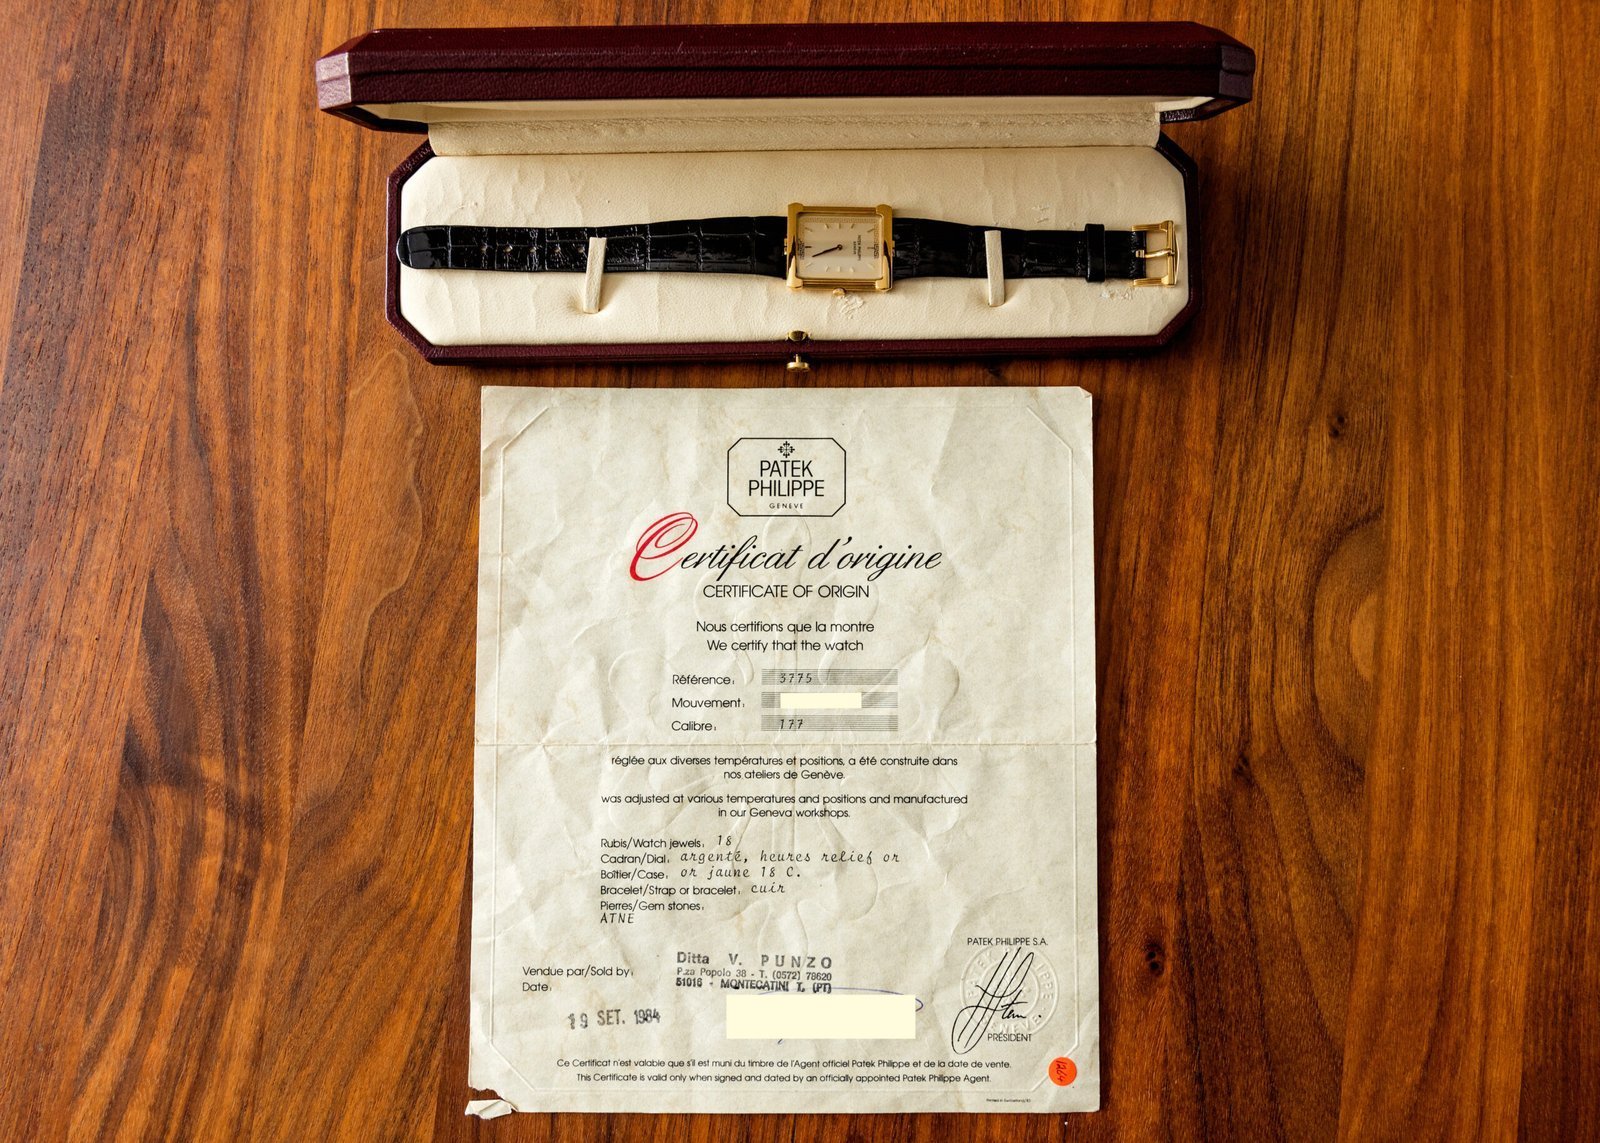 PATEK
PHILIPPE
GENEVE
Certificat d'origine
CERTIFICATE OF ORIGIN
Nous certifions que la montre
We certify that the watch
Référence: 3775
Mouvement:
Calibre: 177
réglée aux diverses températures et positions, a été construite dans
nos ateliers de Genève.
was adjusted at various temperatures and positions and manufactured
in our Geneva workshops.
Rubis/Watch jewels: 18
Cadran/Dial: argenté, heures relief or
Boîtier/Case: or jaune 18 C.
Bracelet/Strap or bracelet: cuir
Pierres/Gem stones:
ATNE
PATEK PHILIPPE S.A.
Vendue par/Sold by: Ditta V. PUNZO
P.za Popolo 38 - T. (0572) 78620
51016 - MONTECATINI T. (PT)
Date:
19 SET. 1984
PRÉSIDENT
Ce Certificat n'est valable que s'il est muni du timbre de l'Agent officiel Patek Philippe et de la date de vente.
This Certificate is valid only when signed and dated by an officially appointed Patek Philippe Agent.